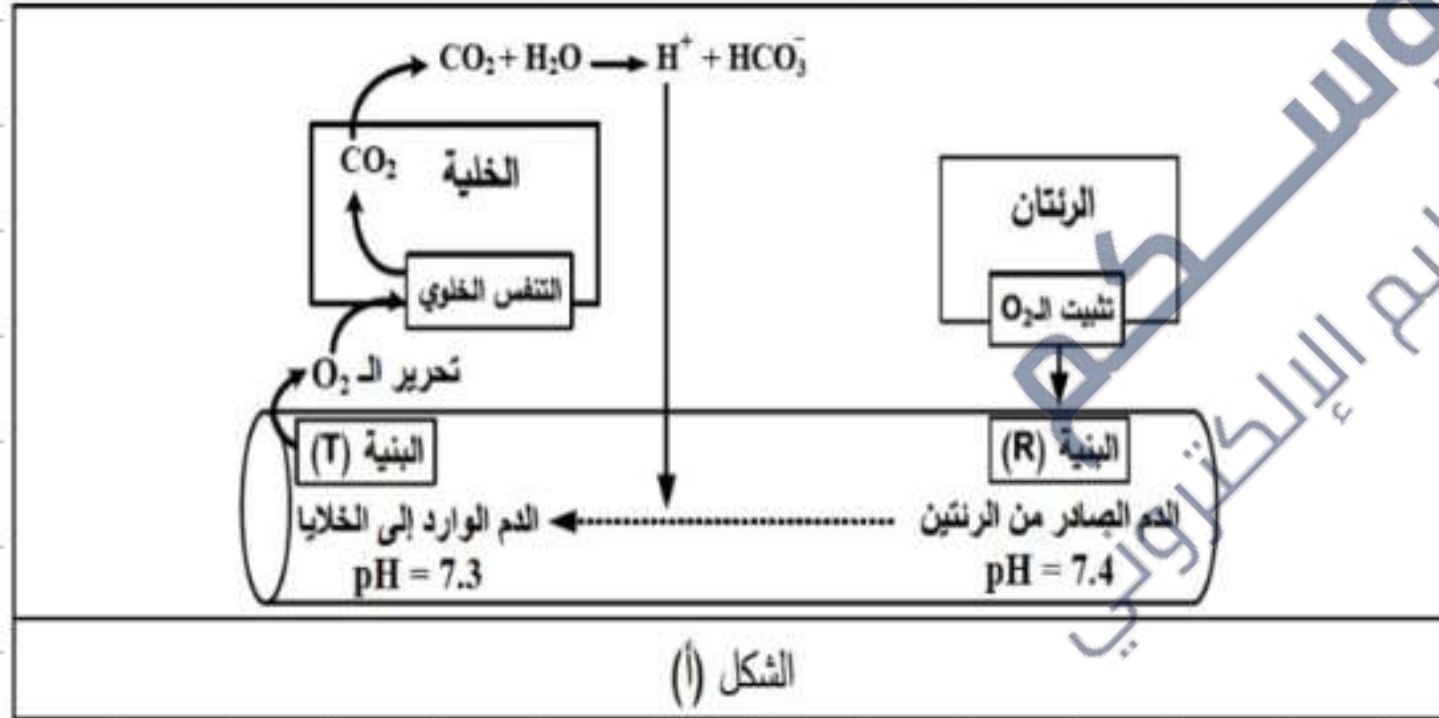 CO₂ + H₂O → H⁺ + HCO₃⁻
CO₂
الخلية
الرئتان
التنفس الخلوي
تثبيت الـO₂
تحرير الـ O₂
البنية (T)
البنية (R)
الدم الصادر من الرئتين
الدم الوارد إلى الخلايا
pH = 7.4
pH = 7.3
الشكل (أ)
الإلكتروني